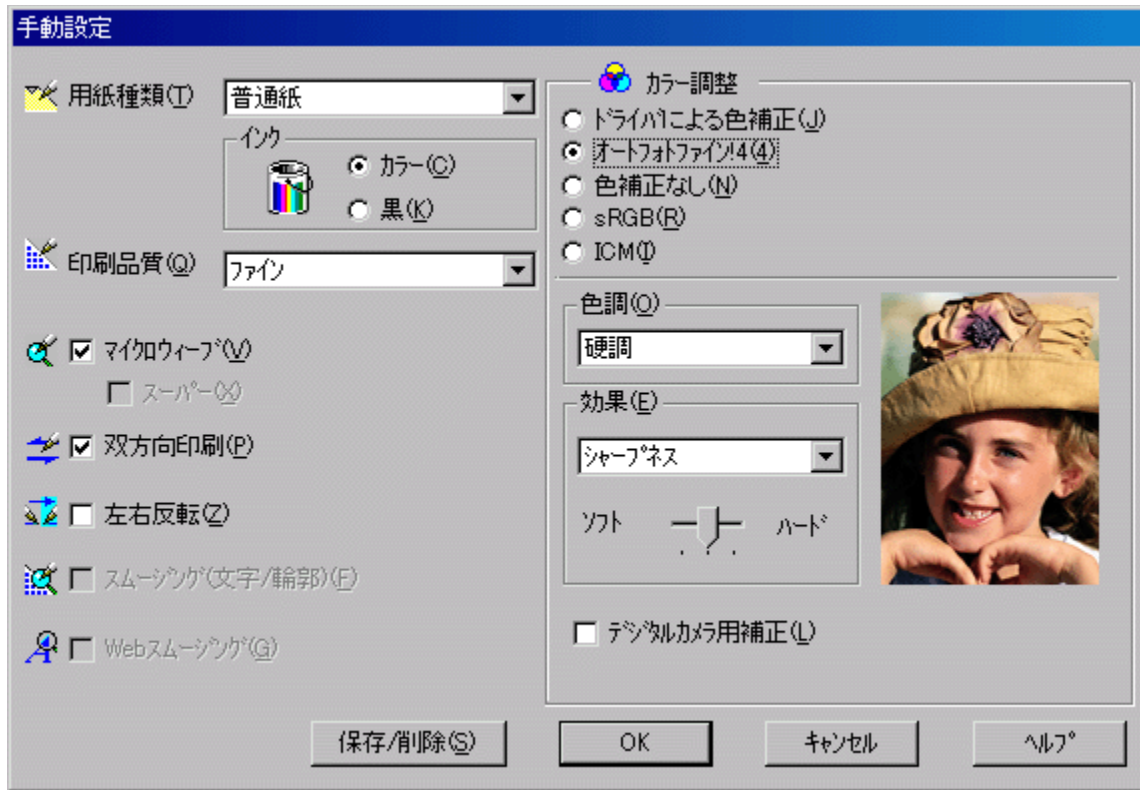 手動設定
用紙種類(T)
普通紙
インク
カラー(C)
黒(K)
印刷品質(Q)
ファイン
マイクロウィーブ(V)
スーパー(X)
双方向印刷(P)
左右反転(Z)
スムージング(文字/輪郭)(F)
Webスムージング(G)
カラー調整
ドライバによる色補正(J)
オートフォトファイン!4(4)
色補正なし(N)
sRGB(R)
ICM(I)
色調(O)
硬調
効果(E)
シャープネス
ソフト ハード
デジタルカメラ用補正(L)
保存/削除(S) OK キャンセル ヘルプ